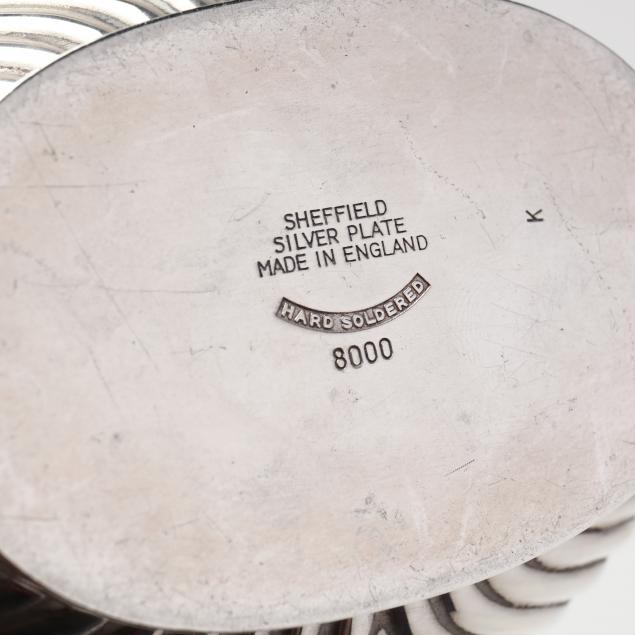 SHEFFIELD
SILVER PLATE
MADE IN ENGLAND
HARD SOLDERED
8000
K